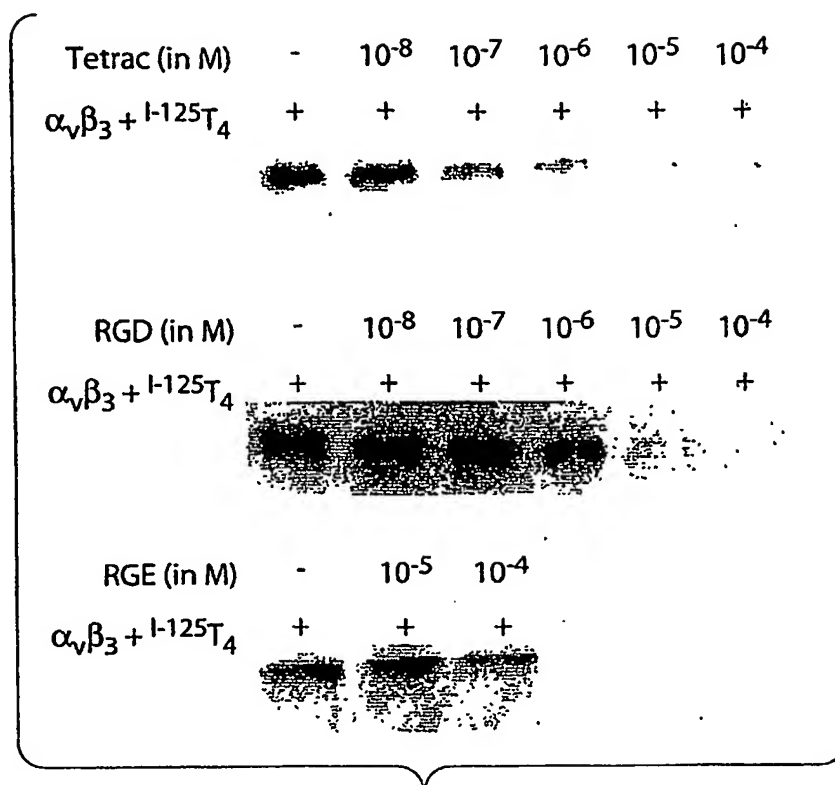 Tetrac (in M) - 10⁻⁸ 10⁻⁷ 10⁻⁶ 10⁻⁵ 10⁻⁴
αᵥβ₃ + ᴵ⁻¹²⁵T₄ + + + + + +
RGD (in M) - 10⁻⁸ 10⁻⁷ 10⁻⁶ 10⁻⁵ 10⁻⁴
αᵥβ₃ + ᴵ⁻¹²⁵T₄ + + + + + +
RGE (in M) - 10⁻⁵ 10⁻⁴
αᵥβ₃ + ᴵ⁻¹²⁵T₄ + + +